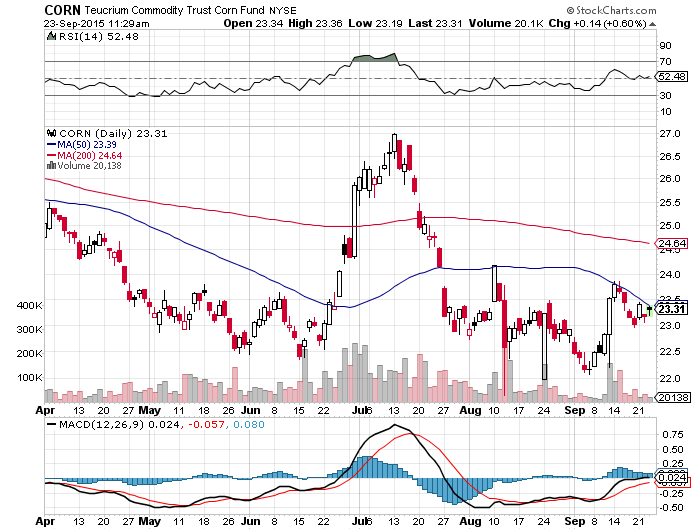 CORN Teucrium Commodity Trust Corn Fund NYSE
© StockCharts.com
23-Sep-2015 11:29am
Open 23.34 High 23.36 Low 23.19 Last 23.31 Volume 20.1K Chg +0.14 (+0.60%)
RSI(14) 52.48
90
70
52.48
30
10
CORN (Daily) 23.31
MA(50) 23.39
MA(200) 24.64
Volume 20,138
27.0
26.5
26.0
25.5
25.0
24.64
24.0
23.5
23.31
23.0
22.5
22.0
20138
400K
300K
200K
100K
Apr 13 20 27 May 11 18 26 Jun 8 15 22 Jul 6 13 20 27 Aug 10 17 24 Sep 8 14 21
MACD(12,26,9) 0.024, -0.057, 0.080
0.75
0.50
0.25
0.024
-0.25
-0.50
Apr 13 20 27 May 11 18 26 Jun 8 15 22 Jul 6 13 20 27 Aug 10 17 24 Sep 8 14 21